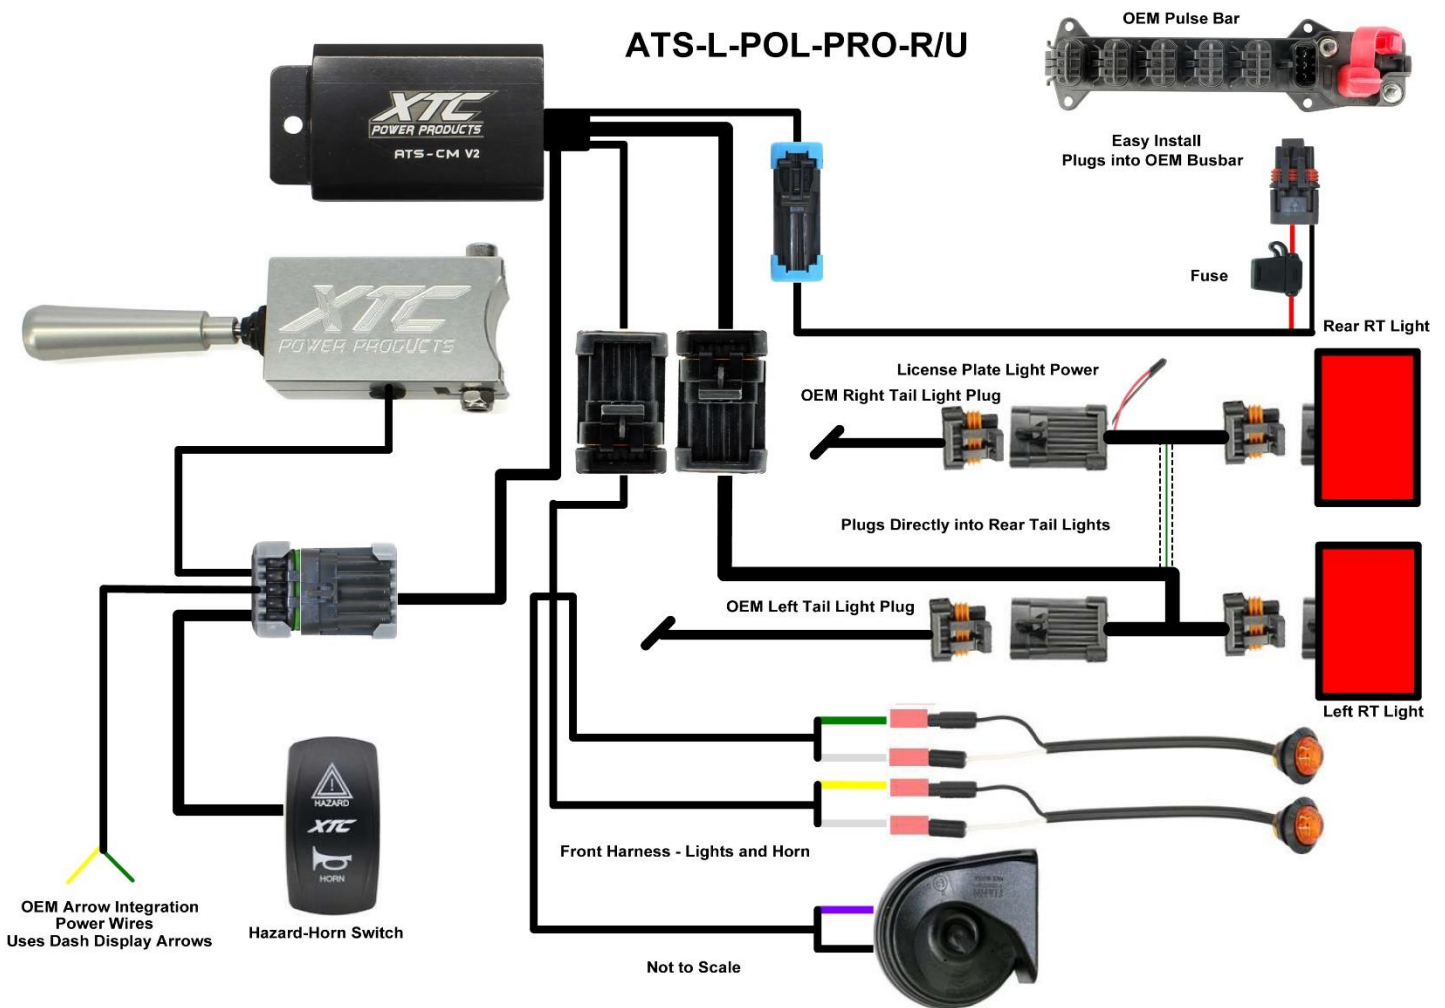 ATS-L-POL-PRO-R/U
OEM Pulse Bar
XTC
POWER PRODUCTS
ATS-CM V2
Easy Install
Plugs into OEM Busbar
Fuse
XTC
POWER PRODUCTS
Rear RT Light
License Plate Light Power
OEM Right Tail Light Plug
Plugs Directly into Rear Tail Lights
OEM Left Tail Light Plug
Left RT Light
HAZARD
XTC
HORN
Front Harness - Lights and Horn
OEM Arrow Integration
Power Wires
Uses Dash Display Arrows
Hazard-Horn Switch
Not to Scale